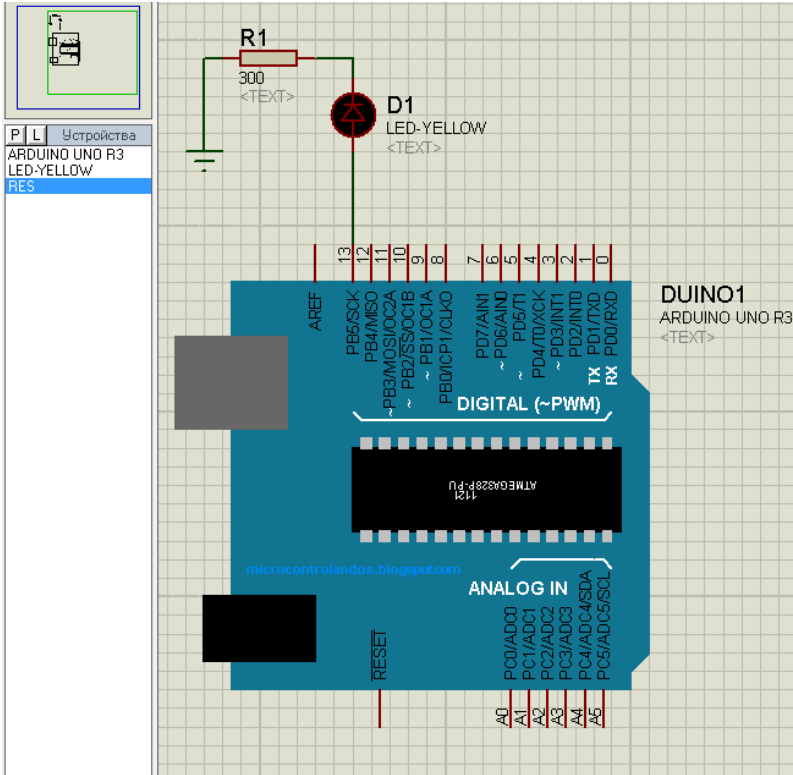 P L Устройства
ARDUINO UNO R3
LED-YELLOW
RES
R1
300
<TEXT>
D1
LED-YELLOW
<TEXT>
13 12 11 10 9 8 7 6 5 4 3 2 1 0
AREF
PB5/SCK
PB4/MISO
PB3/MOSI/OC2A
PB2/SS/OC1B
PB1/OC1A
PB0/ICP1/CLKO
PD7/AIN1
PD6/AIN0
PD5/T1
PD4/T0/XCK
PD3/INT1
PD2/INT0
PD1/TXD
PD0/RXD
~ ~ ~ ~ ~ ~
TX
RX
DIGITAL (~PWM)
DUINO1
ARDUINO UNO R3
<TEXT>
1121
ATMEGA328P-PU
microcontrolandos.blogspot.com
ANALOG IN
RESET
PC0/ADC0
PC1/ADC1
PC2/ADC2
PC3/ADC3
PC4/ADC4/SDA
PC5/ADC5/SCL
A0 A1 A2 A3 A4 A5